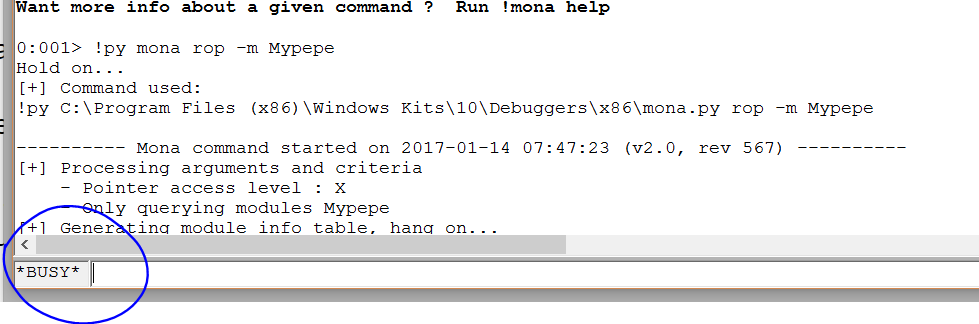 Want more info about a given command ?  Run !mona help
0:001> !py mona rop -m Mypepe
Hold on...
[+] Command used:
!py C:\Program Files (x86)\Windows Kits\10\Debuggers\x86\mona.py rop -m Mypepe
---------- Mona command started on 2017-01-14 07:47:23 (v2.0, rev 567) ----------
[+] Processing arguments and criteria
    - Pointer access level : X
    - Only querying modules Mypepe
[+] Generating module info table, hang on...
*BUSY*